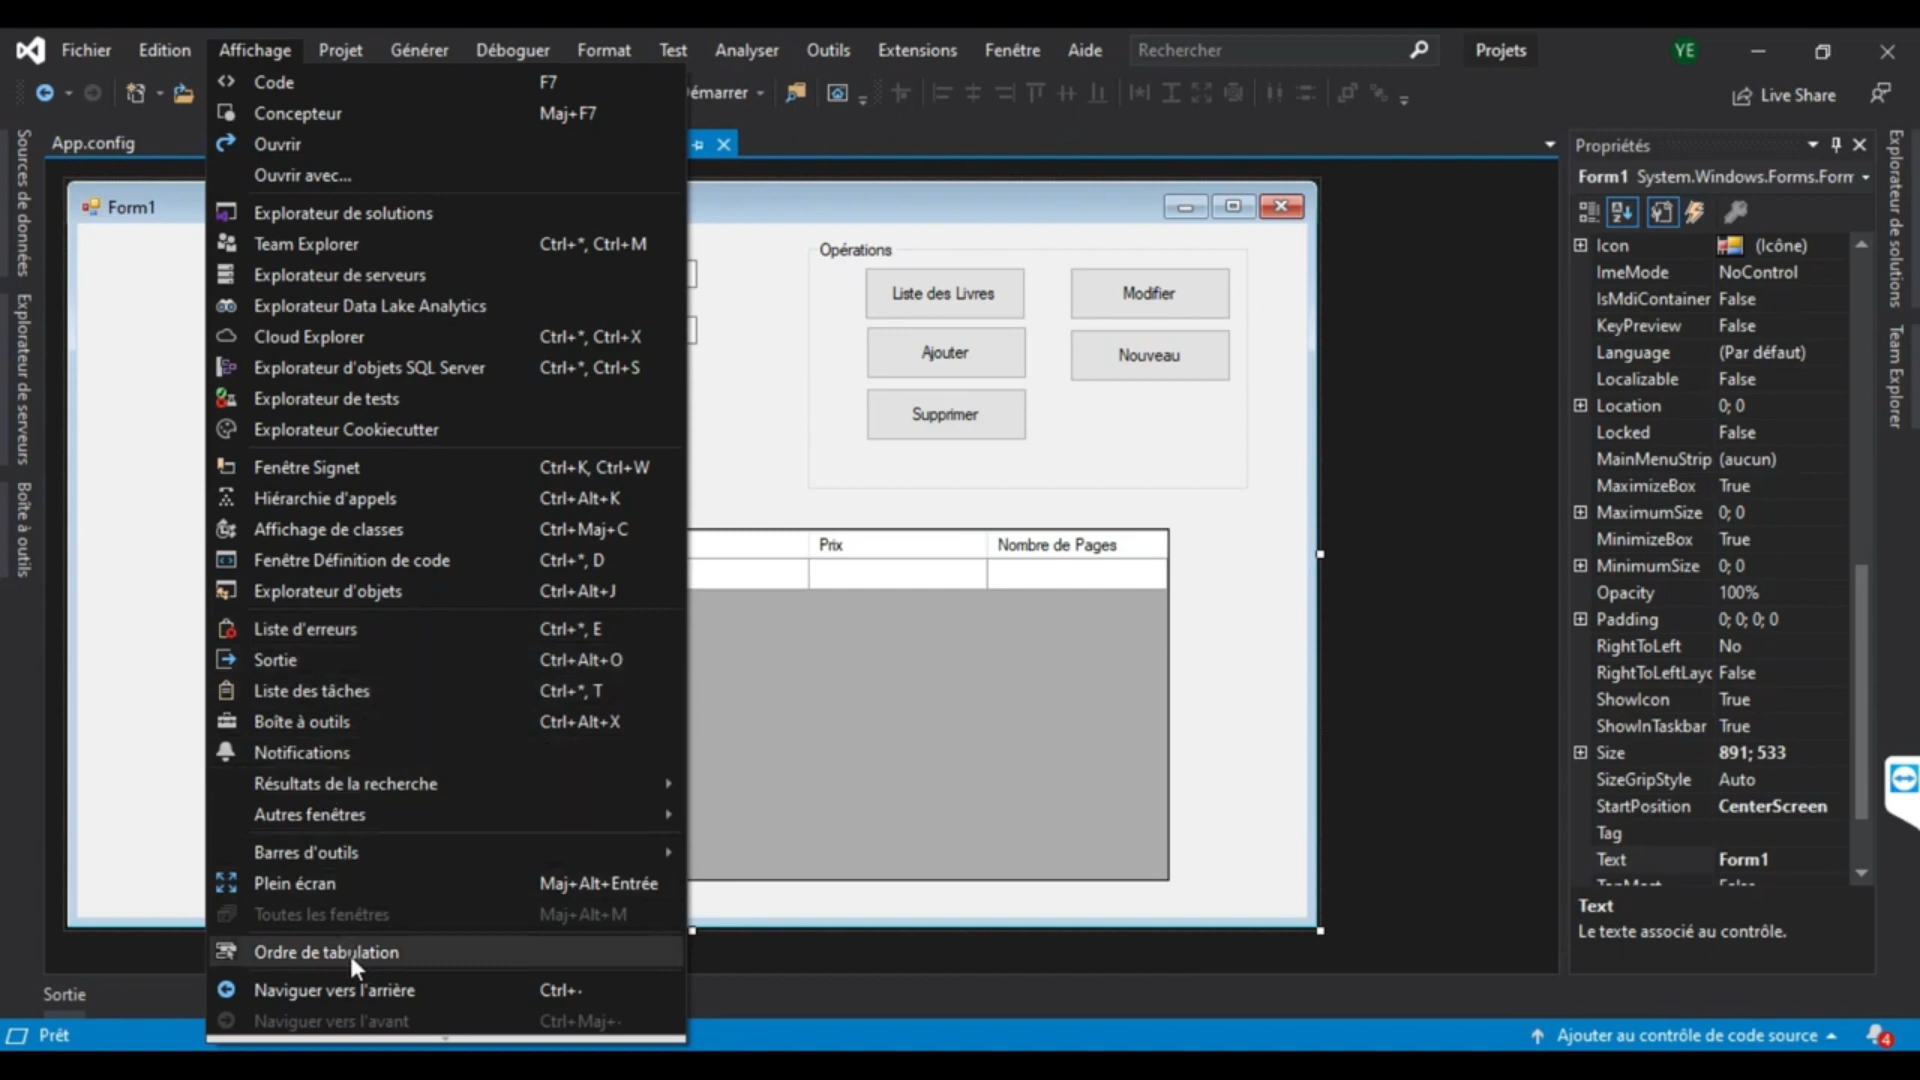 Fichier Edition Affichage Projet Générer Déboguer Format Test Analyser Outils Extensions Fenêtre Aide Rechercher Projets YE
émarrer Live Share
App.config
Code F7
Concepteur Maj+F7
Ouvrir
Ouvrir avec...
Explorateur de solutions
Team Explorer Ctrl+*, Ctrl+M
Explorateur de serveurs
Explorateur Data Lake Analytics
Cloud Explorer Ctrl+*, Ctrl+X
Explorateur d'objets SQL Server Ctrl+*, Ctrl+S
Explorateur de tests
Explorateur Cookiecutter
Fenêtre Signet Ctrl+K, Ctrl+W
Hiérarchie d'appels Ctrl+Alt+K
Affichage de classes Ctrl+Maj+C
Fenêtre Définition de code Ctrl+*, D
Explorateur d'objets Ctrl+Alt+J
Liste d'erreurs Ctrl+*, E
Sortie Ctrl+Alt+O
Liste des tâches Ctrl+*, T
Boîte à outils Ctrl+Alt+X
Notifications
Résultats de la recherche
Autres fenêtres
Barres d'outils
Plein écran Maj+Alt+Entrée
Toutes les fenêtres Maj+Alt+M
Ordre de tabulation
Naviguer vers l'arrière Ctrl+-
Naviguer vers l'avant Ctrl+Maj+-
Sources de données
Explorateur de serveurs
Boîte à outils
Form1
Opérations
Liste des Livres Modifier
Ajouter Nouveau
Supprimer
Prix Nombre de Pages
Propriétés
Form1 System.Windows.Forms.Form
Icon (Icône)
ImeMode NoControl
IsMdiContainer False
KeyPreview False
Language (Par défaut)
Localizable False
Location 0; 0
Locked False
MainMenuStrip (aucun)
MaximizeBox True
MaximumSize 0; 0
MinimizeBox True
MinimumSize 0; 0
Opacity 100%
Padding 0; 0; 0; 0
RightToLeft No
RightToLeftLayo False
ShowIcon True
ShowInTaskbar True
Size 891; 533
SizeGripStyle Auto
StartPosition CenterScreen
Tag
Text Form1
Text
Le texte associé au contrôle.
Explorateur de solutions
Team Explorer
Sortie
Prêt
Ajouter au contrôle de code source 4